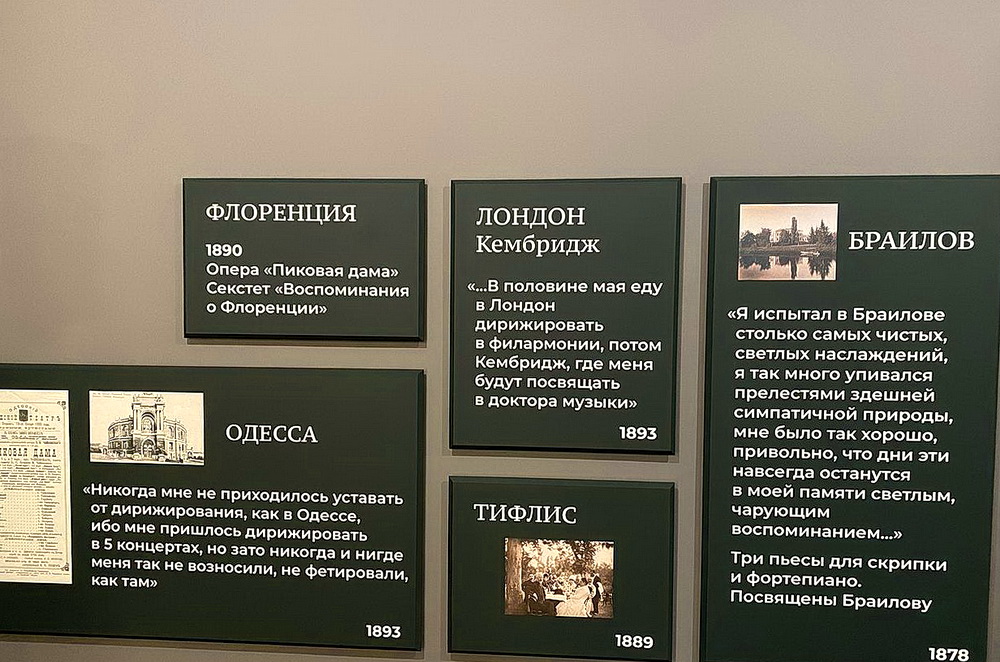 ФЛОРЕНЦИЯ
1890
Опера «Пиковая дама»
Секстет «Воспоминания
о Флоренции»
ЛОНДОН
Кембридж
«...В половине мая еду
в Лондон
дирижировать
в филармонии, потом
Кембридж, где меня
будут посвящать
в доктора музыки»
1893
БРАИЛОВ
«Я испытал в Браилове
столько самых чистых,
светлых наслаждений,
я так много упивался
прелестями здешней
симпатичной природы,
мне было так хорошо,
привольно, что дни эти
навсегда останутся
в моей памяти светлым,
чарующим
воспоминанием...»
Три пьесы для скрипки
и фортепиано.
Посвящены Браилову
1878
ОДЕССА
«Никогда мне не приходилось уставать
от дирижирования, как в Одессе,
ибо мне пришлось дирижировать
в 5 концертах, но зато никогда и нигде
меня так не возносили, не фетировали,
как там»
1893
ТИФЛИС
1889